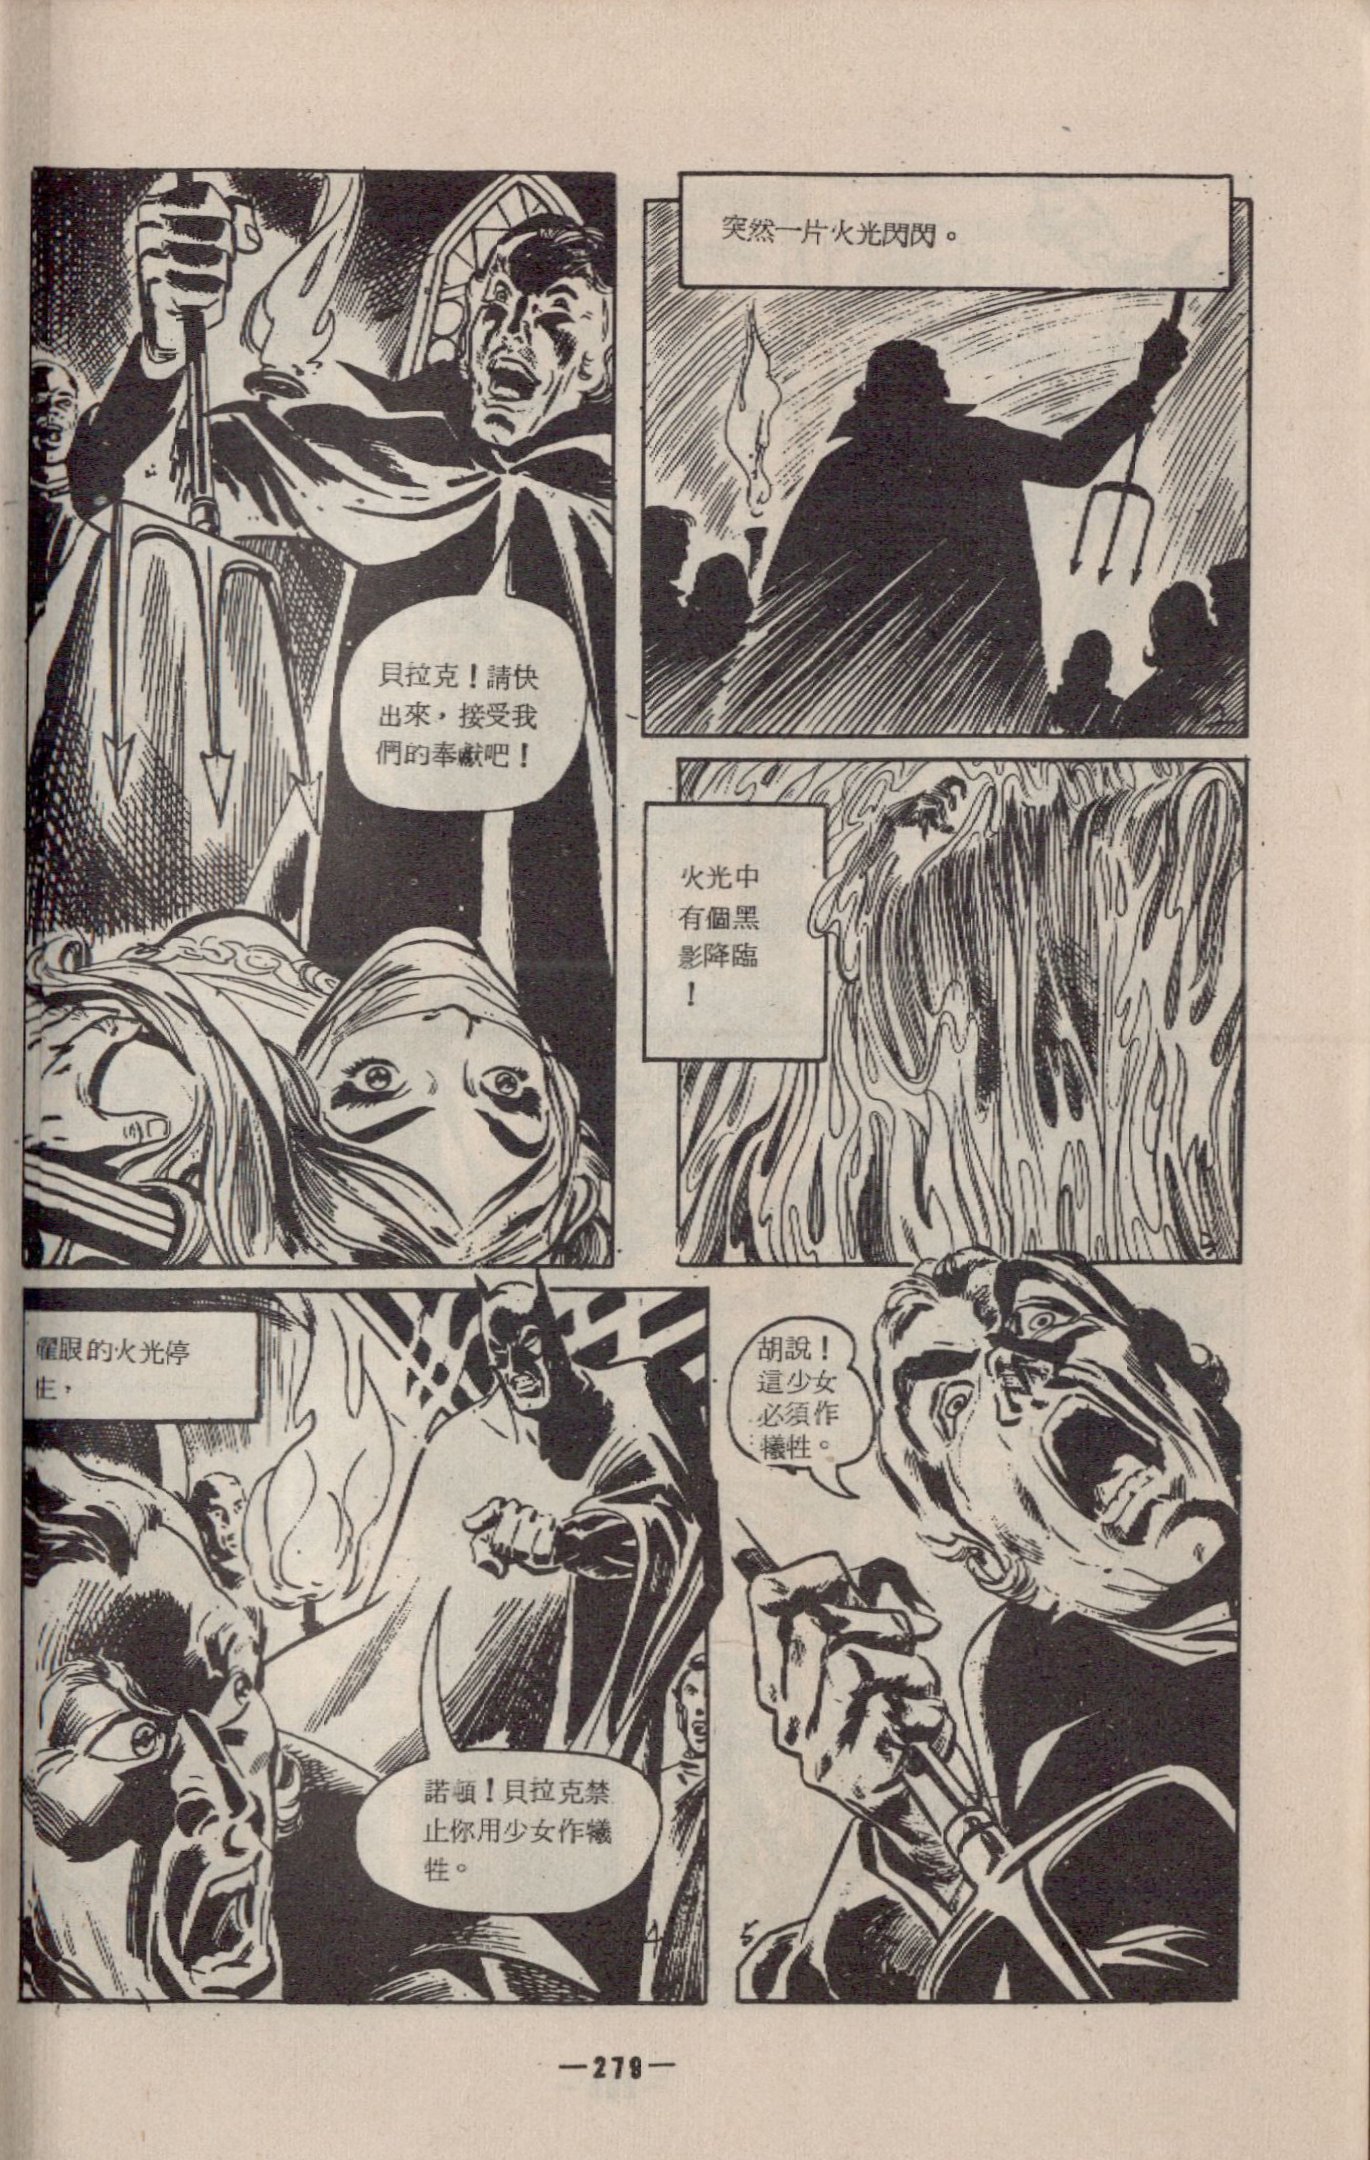 貝拉克！請快
出來，接受我
們的奉獻吧！
突然一片火光閃閃。
火光中
有個黑
影降臨
！
耀眼的火光停
諾頓！貝拉克禁
止你用少女作犧
牲。
4
胡說！
這少女
必須作
犧牲。
5
—279—